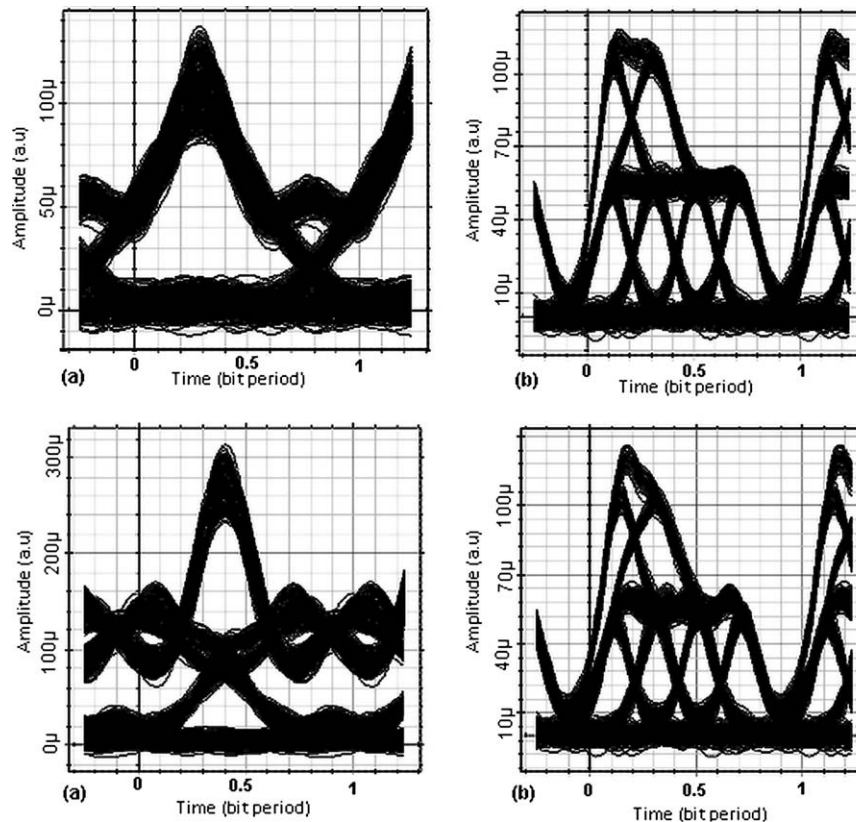 Amplitude (a.u)
100µ
50µ
0µ
0
0.5
1
(a)
Time (bit period)
Amplitude (a.u)
100µ
70µ
40µ
10µ
0
0.5
1
(b)
Time (bit period)
Amplitude (a.u)
300µ
200µ
100µ
0µ
0
0.5
1
(a)
Time (bit period)
Amplitude (a.u)
100µ
70µ
40µ
10µ
0
0.5
1
(b)
Time (bit period)